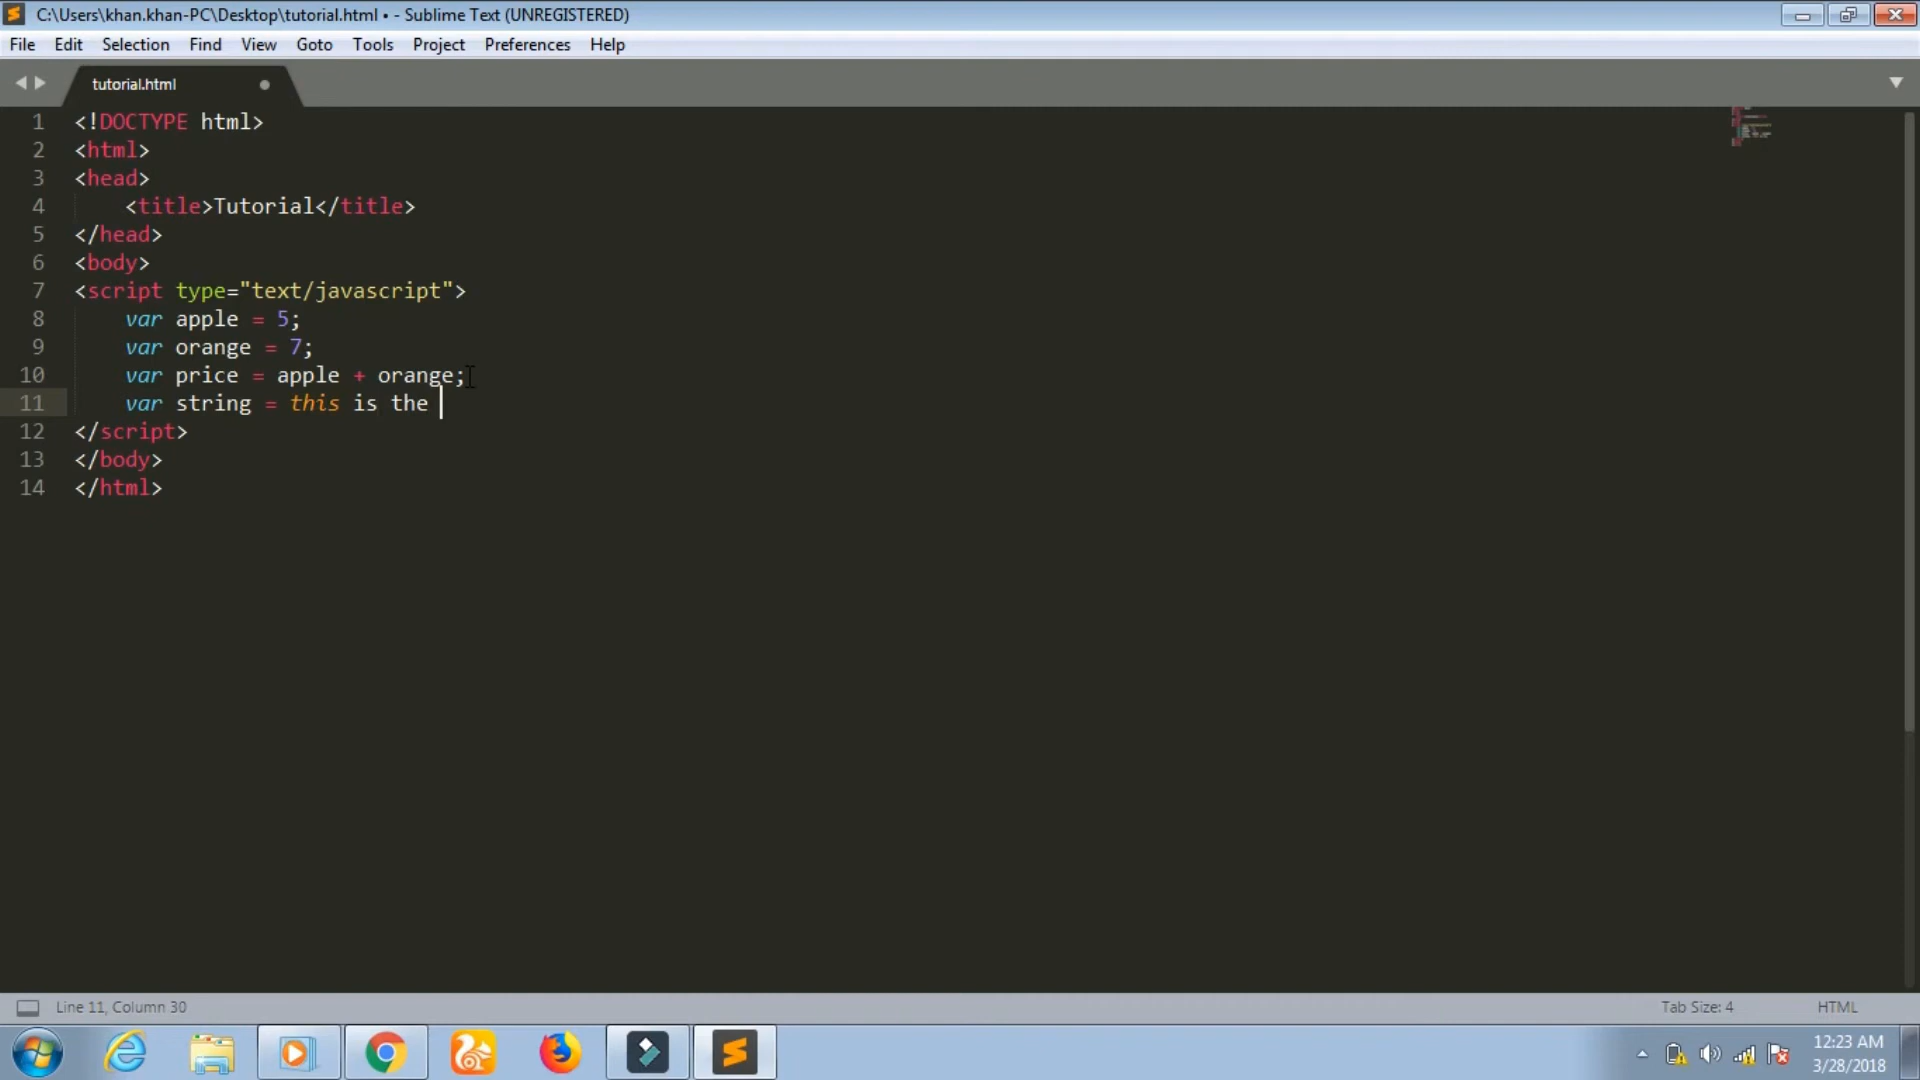 C:\Users\khan.khan-PC\Desktop\tutorial.html • - Sublime Text (UNREGISTERED)
File Edit Selection Find View Goto Tools Project Preferences Help
tutorial.html
1 <!DOCTYPE html>
2 <html>
3 <head>
4 <title>Tutorial</title>
5 </head>
6 <body>
7 <script type="text/javascript">
8 var apple = 5;
9 var orange = 7;
10 var price = apple + orange;
11 var string = this is the
12 </script>
13 </body>
14 </html>
Line 11, Column 30
Tab Size: 4
HTML
12:23 AM
3/28/2018